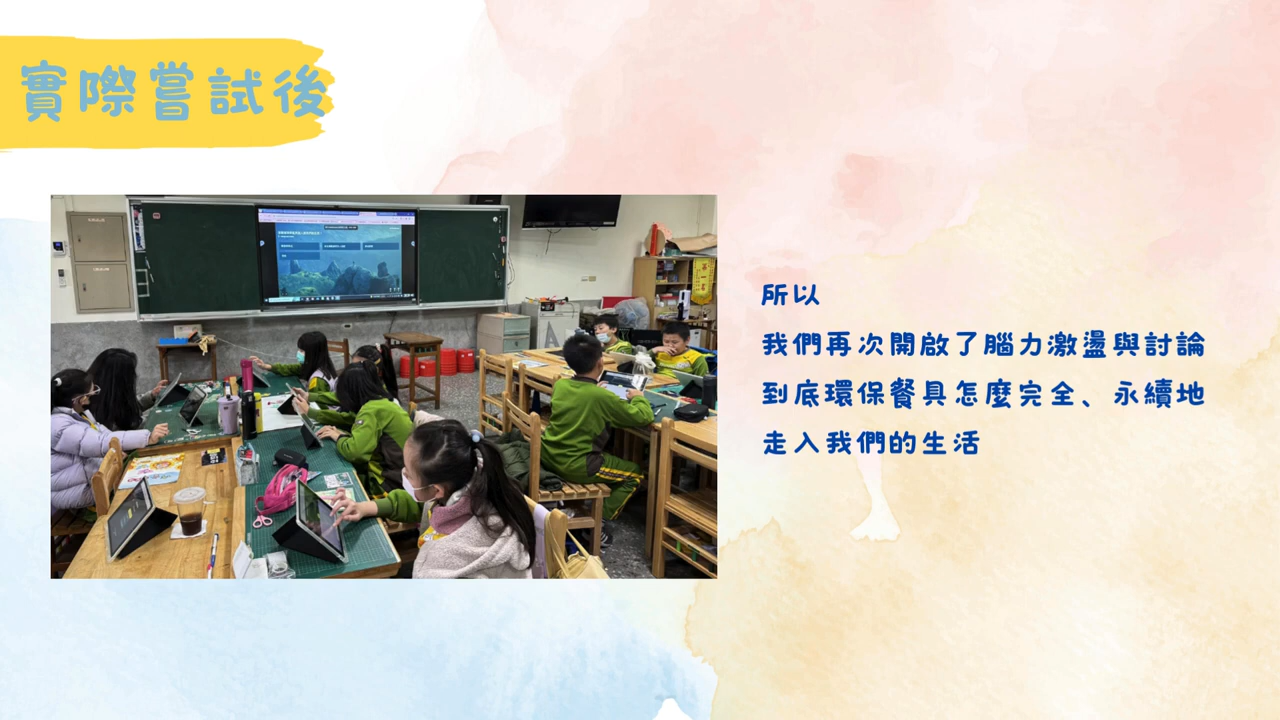 實際嘗試後
所以
我們再次開啟了腦力激盪與討論
到底環保餐具怎麼完全、永續地
走入我們的生活